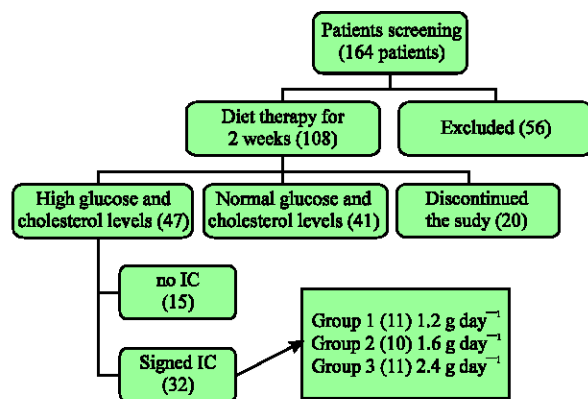 Patients screening
(164 patients)
Diet therapy for
2 weeks (108)
Excluded (56)
High glucose and
cholesterol levels (47)
Normal glucose and
cholesterol levels (41)
Discontinued
the sudy (20)
no IC
(15)
Signed IC
(32)
Group 1 (11) 1.2 g day⁻¹
Group 2 (10) 1.6 g day⁻¹
Group 3 (11) 2.4 g day⁻¹